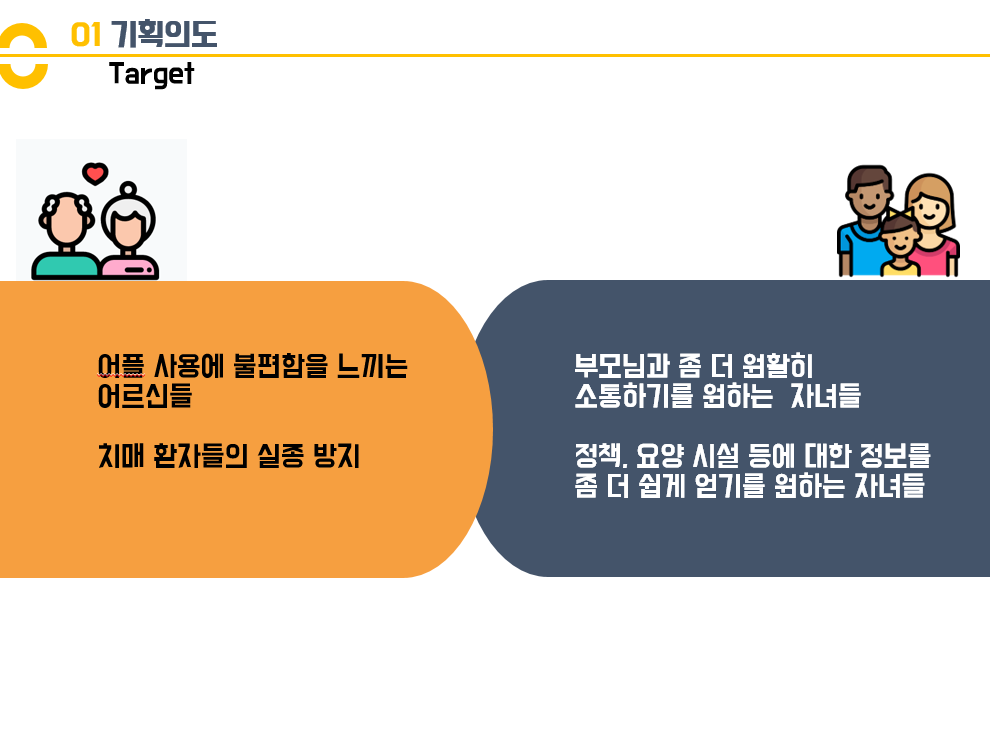 01 기획의도
Target
어플 사용에 불편함을 느끼는
어르신들
치매 환자들의 실종 방지
부모님과 좀 더 원활히
소통하기를 원하는 자녀들
정책, 요양 시설 등에 대한 정보를
좀 더 쉽게 얻기를 원하는 자녀들